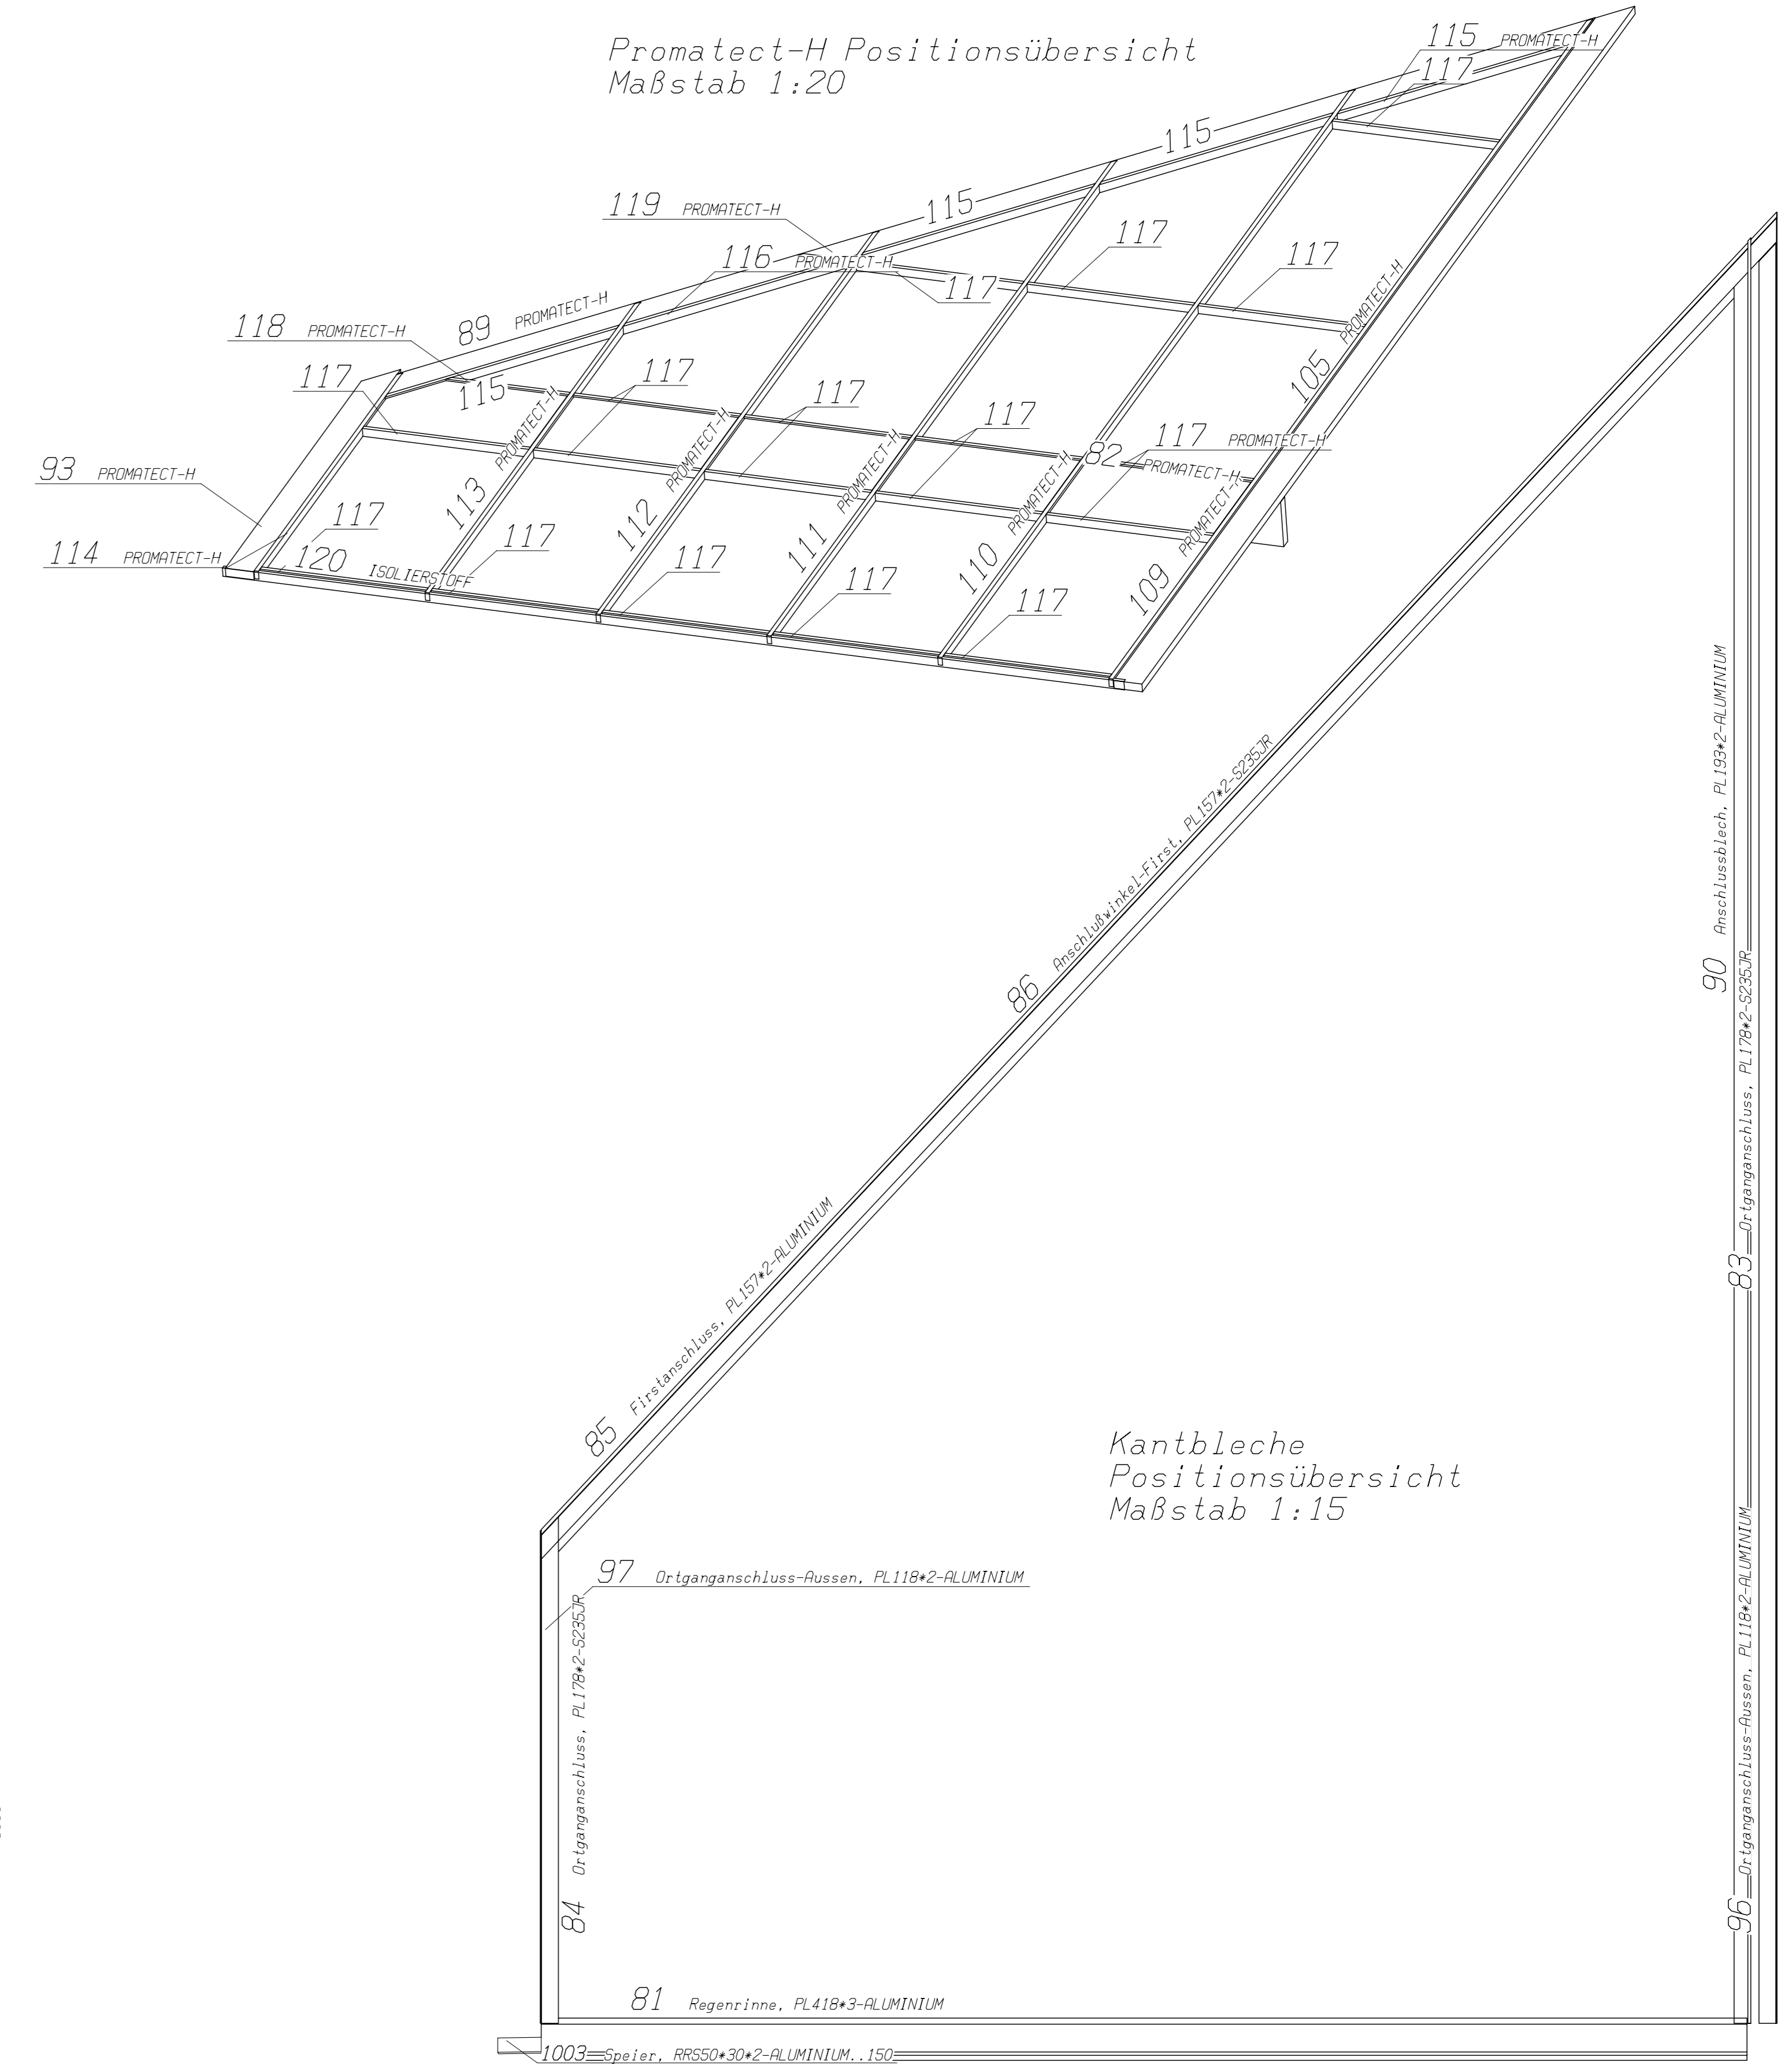 Promatect-H Positionsübersicht
Maßstab 1:20
115 PROMATECT-H
117
115
119 PROMATECT-H
115
117
117
116 PROMATECT-H
117
89 PROMATECT-H
118 PROMATECT-H
PROMATECT-H
105
117
115
117
117
117
117 PROMATECT-H
82 PROMATECT-H
93 PROMATECT-H
113 PROMATECT-H
112 PROMATECT-H
111 PROMATECT-H
110 PROMATECT-H
109 PROMATECT-H
117
117
114 PROMATECT-H
120 ISOLIERSTOFF
117
117
117
90 Anschlussblech, PL193*2-ALUMINIUM
86 Anschlußwinkel-First, PL157*2-S235JR
83 Ortganganschluss, PL178*2-S235JR
85 Firstanschluss, PL157*2-ALUMINIUM
Kantbleche
Positionsübersicht
Maßstab 1:15
97 Ortganganschluss-Aussen, PL118*2-ALUMINIUM
84 Ortganganschluss, PL178*2-S235JR
96 Ortganganschluss-Aussen, PL118*2-ALUMINIUM
81 Regenrinne, PL418*3-ALUMINIUM
1003 Speier, RRS50*30*2-ALUMINIUM..150